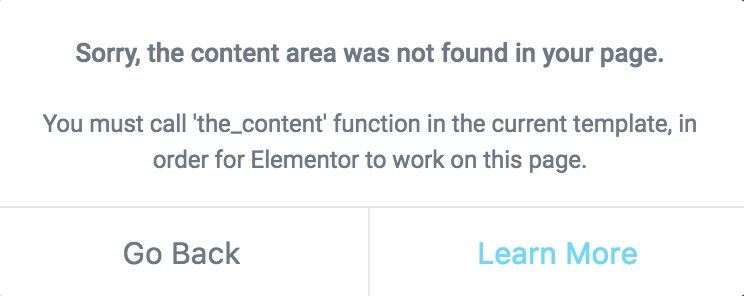 Sorry, the content area was not found in your page.
You must call 'the_content' function in the current template, in
order for Elementor to work on this page.
Go Back
Learn More